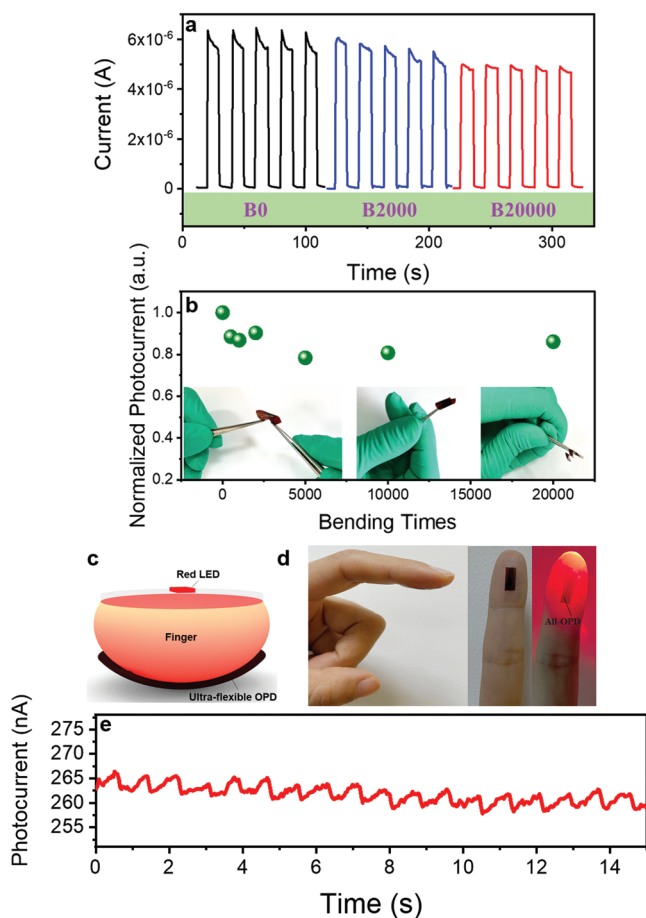 a
Current (A)
6x10⁻⁶
4x10⁻⁶
2x10⁻⁶
0
B0 B2000 B20000
0 100 200 300
Time (s)
b
Normalized Photocurrent (a.u.)
1.0
0.8
0.6
0.4
0.2
0 5000 10000 15000 20000
Bending Times
c
Red LED
Finger
Ultra-flexible OPD
d
All-OPD
e
Photocurrent (nA)
275
270
265
260
255
0 2 4 6 8 10 12 14
Time (s)